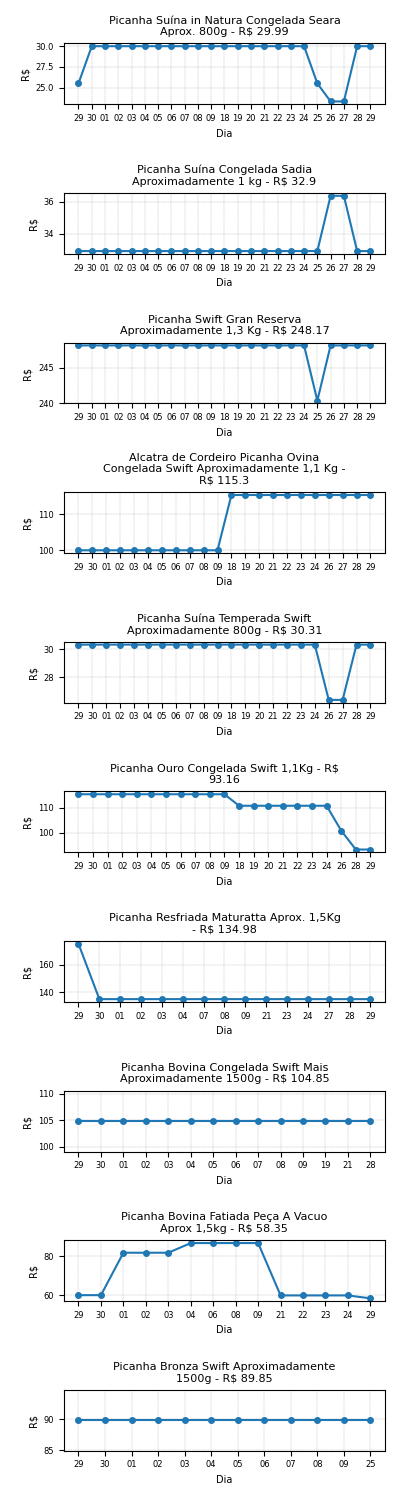 Picanha Suína in Natura Congelada Seara
Aprox. 800g - R$ 29.99
30.0
27.5
25.0
R$
29 30 01 02 03 04 05 06 07 08 09 18 19 20 21 22 23 24 25 26 27 28 29
Dia
Picanha Suína Congelada Sadia
Aproximadamente 1 kg - R$ 32.9
36
34
R$
29 30 01 02 03 04 05 06 07 08 09 18 19 20 21 22 23 24 25 26 27 28 29
Dia
Picanha Swift Gran Reserva
Aproximadamente 1,3 Kg - R$ 248.17
245
240
R$
29 30 01 02 03 04 05 06 07 08 09 18 19 20 21 22 23 24 25 26 27 28 29
Dia
Alcatra de Cordeiro Picanha Ovina
Congelada Swift Aproximadamente 1,1 Kg -
R$ 115.3
110
100
R$
29 30 01 02 03 04 05 06 07 08 09 18 19 20 21 22 23 24 26 27 28 29
Dia
Picanha Suína Temperada Swift
Aproximadamente 800g - R$ 30.31
30
28
R$
29 30 01 02 03 04 05 06 07 08 09 18 19 20 21 22 23 24 26 27 28 29
Dia
Picanha Ouro Congelada Swift 1,1Kg - R$
93.16
110
100
R$
29 30 01 02 03 04 05 06 07 08 09 18 19 20 21 22 23 24 26 28 29
Dia
Picanha Resfriada Maturatta Aprox. 1,5Kg
- R$ 134.98
160
140
R$
29 30 01 02 03 04 07 08 09 21 23 24 27 28 29
Dia
Picanha Bovina Congelada Swift Mais
Aproximadamente 1500g - R$ 104.85
110
105
100
R$
29 30 01 02 03 04 05 06 07 08 09 19 21 28
Dia
Picanha Bovina Fatiada Peça A Vacuo
Aprox 1,5kg - R$ 58.35
80
60
R$
29 30 01 02 03 04 06 08 09 21 22 23 24 29
Dia
Picanha Bronza Swift Aproximadamente
1500g - R$ 89.85
90
85
R$
29 30 01 02 03 04 05 06 07 08 09 25
Dia